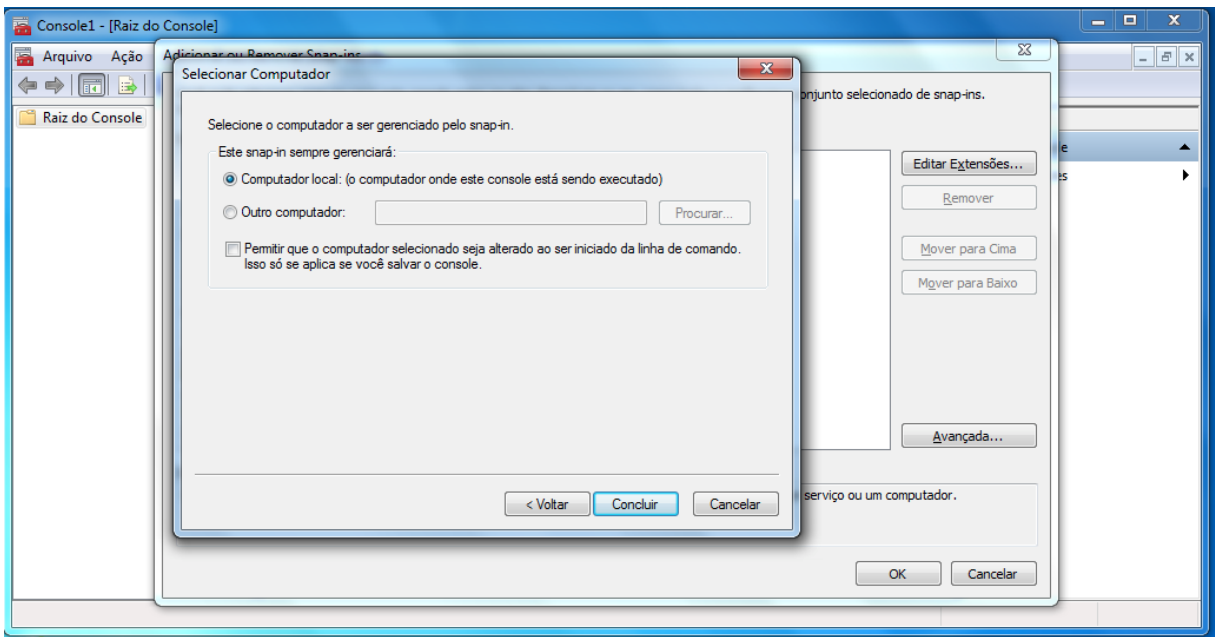 Console1 - [Raiz do Console]
Arquivo Ação
Adicionar ou Remover Snap-ins
Selecionar Computador
Raiz do Console
onjunto selecionado de snap-ins.
Selecione o computador a ser gerenciado pelo snap-in.
Este snap-in sempre gerenciará:
Computador local: (o computador onde este console está sendo executado)
Outro computador:
Procurar...
Permitir que o computador selecionado seja alterado ao ser iniciado da linha de comando.
Isso só se aplica se você salvar o console.
Editar Extensões...
Remover
Mover para Cima
Mover para Baixo
Avançada...
e
es
< Voltar
Concluir
Cancelar
serviço ou um computador.
OK
Cancelar